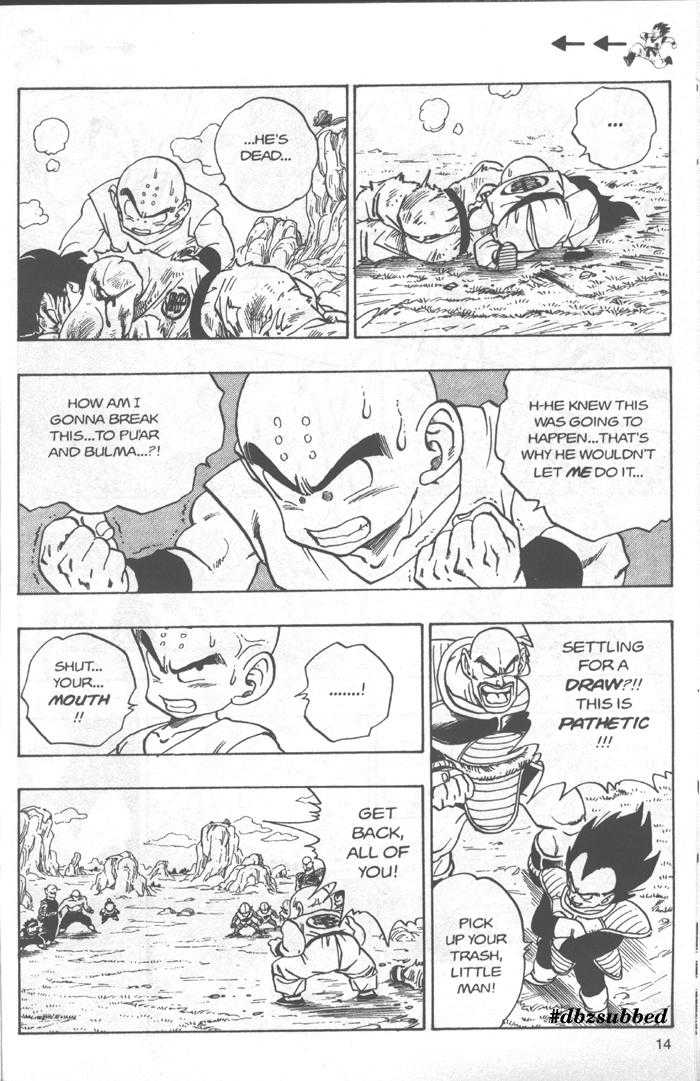 ...
...HE'S
DEAD...
H-HE KNEW THIS
WAS GOING TO
HAPPEN...THAT'S
WHY HE WOULDN'T
LET ME DO IT...
HOW AM I
GONNA BREAK
THIS...TO PU'AR
AND BULMA...?!
SETTLING
FOR A
DRAW?!!
THIS IS
PATHETIC
!!!
PICK
UP YOUR
TRASH,
LITTLE
MAN!
.......!
SHUT...
YOUR...
MOUTH
!!
GET
BACK,
ALL OF
YOU!
#dbzsubbed
14